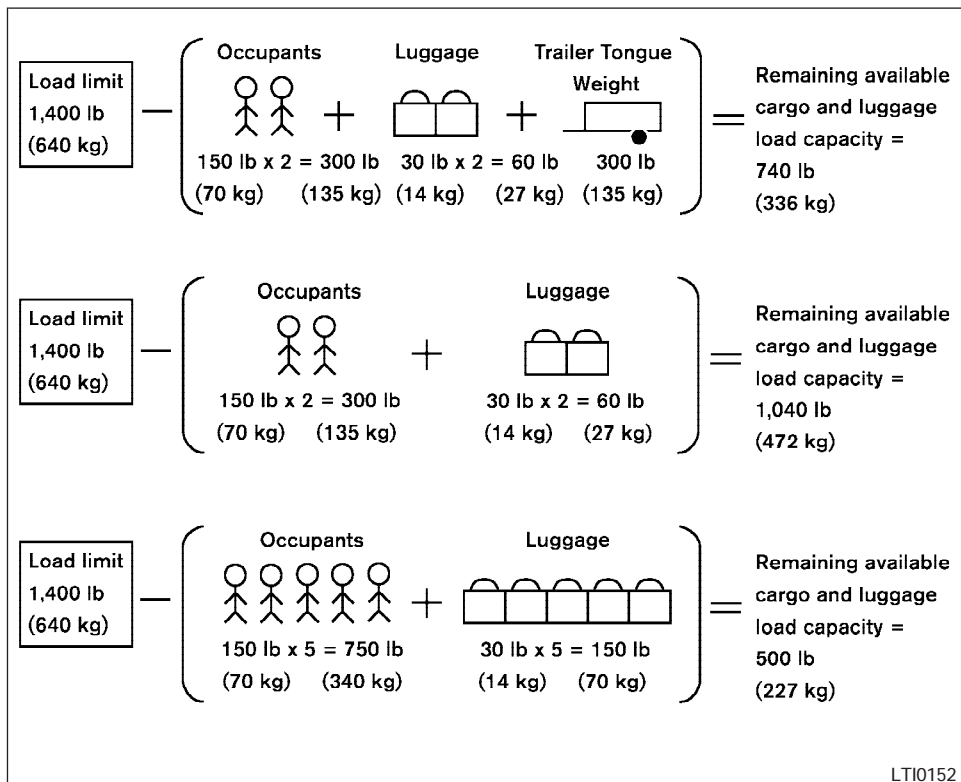 Occupants Luggage Trailer Tongue Weight
Load limit
1,400 lb
(640 kg)
− ( + + ) =
150 lb x 2 = 300 lb 30 lb x 2 = 60 lb 300 lb
(70 kg) (135 kg) (14 kg) (27 kg) (135 kg)
Remaining available
cargo and luggage
load capacity =
740 lb
(336 kg)
Occupants Luggage
Load limit
1,400 lb
(640 kg)
− ( + ) =
150 lb x 2 = 300 lb 30 lb x 2 = 60 lb
(70 kg) (135 kg) (14 kg) (27 kg)
Remaining available
cargo and luggage
load capacity =
1,040 lb
(472 kg)
Occupants Luggage
Load limit
1,400 lb
(640 kg)
− ( + ) =
150 lb x 5 = 750 lb 30 lb x 5 = 150 lb
(70 kg) (340 kg) (14 kg) (70 kg)
Remaining available
cargo and luggage
load capacity =
500 lb
(227 kg)
LTI0152